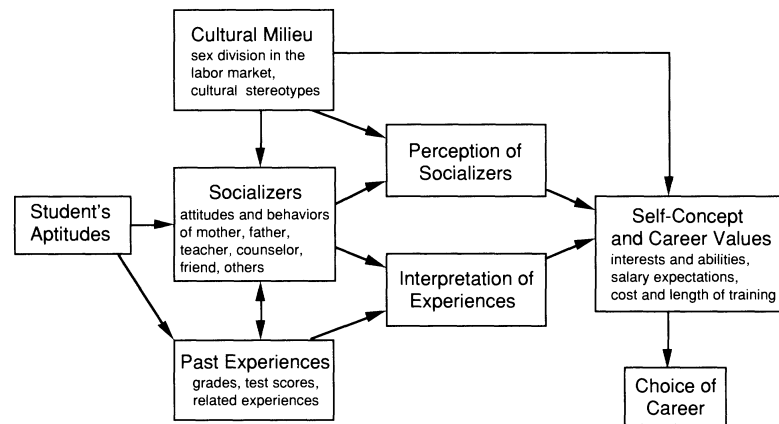 Cultural Milieu
sex division in the
labor market,
cultural stereotypes
Perception of
Socializers
Student's
Aptitudes
Socializers
attitudes and behaviors
of mother, father,
teacher, counselor,
friend, others
Self-Concept
and Career Values
interests and abilities,
salary expectations,
cost and length of training
Interpretation of
Experiences
Past Experiences
grades, test scores,
related experiences
Choice of
Career